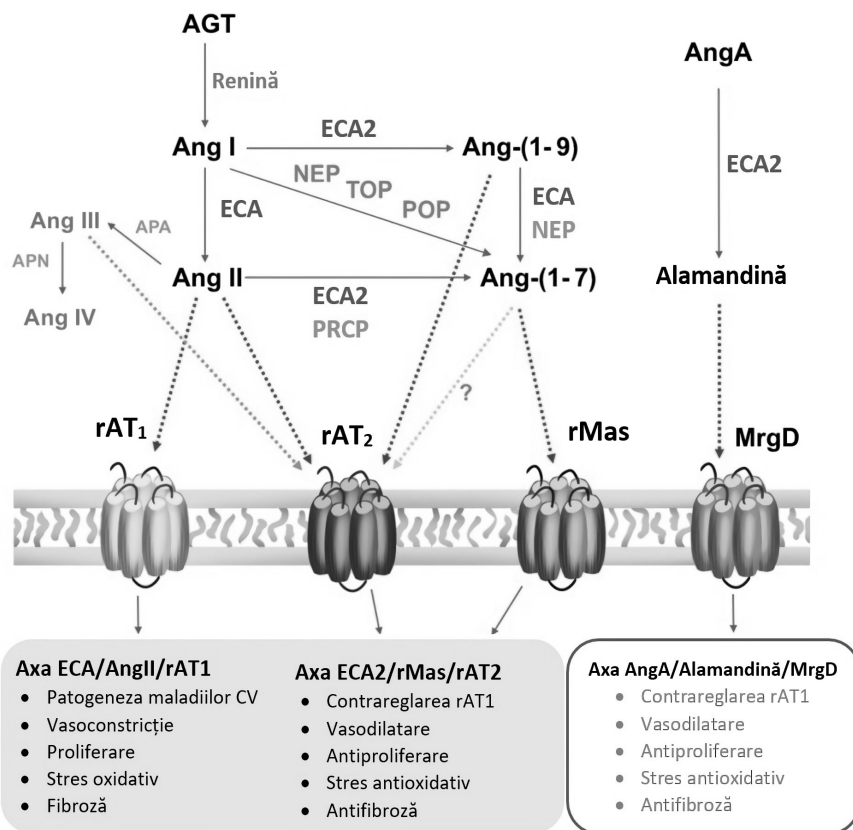 AGT
AngA
Renină
Ang I
ECA2
Ang-(1- 9)
ECA2
NEP
TOP
POP
ECA
ECA
NEP
Ang III
APA
APN
Ang II
ECA2
PRCP
Ang-(1- 7)
Alamandină
Ang IV
?
rAT1
rAT2
rMas
MrgD
Axa ECA/AngII/rAT1
• Patogeneza maladiilor CV
• Vasoconstricție
• Proliferare
• Stres oxidativ
• Fibroză
Axa ECA2/rMas/rAT2
• Contrareglarea rAT1
• Vasodilatare
• Antiproliferare
• Stres antioxidativ
• Antifibroză
Axa AngA/Alamandină/MrgD
• Contrareglarea rAT1
• Vasodilatare
• Antiproliferare
• Stres antioxidativ
• Antifibroză